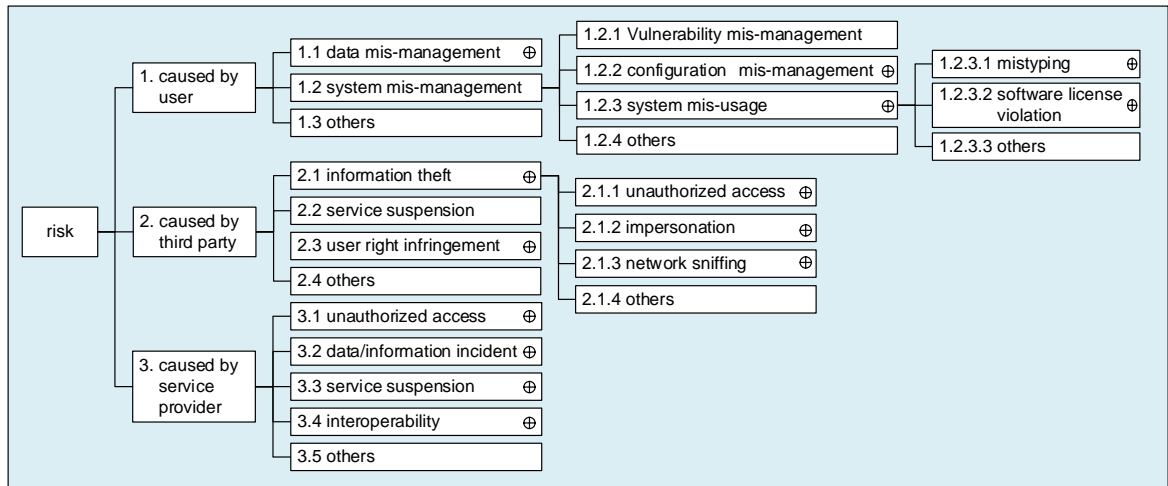 risk
1. caused by
user
1.1 data mis-management ⊕
1.2 system mis-management
1.2.1 Vulnerability mis-management
1.2.2 configuration mis-management ⊕
1.2.3 system mis-usage ⊕
1.2.3.1 mistyping ⊕
1.2.3.2 software license ⊕
violation
1.2.3.3 others
1.2.4 others
1.3 others
2. caused by
third party
2.1 information theft ⊕
2.1.1 unauthorized access ⊕
2.1.2 impersonation ⊕
2.1.3 network sniffing ⊕
2.1.4 others
2.2 service suspension
2.3 user right infringement ⊕
2.4 others
3. caused by
service
provider
3.1 unauthorized access ⊕
3.2 data/information incident ⊕
3.3 service suspension ⊕
3.4 interoperability ⊕
3.5 others